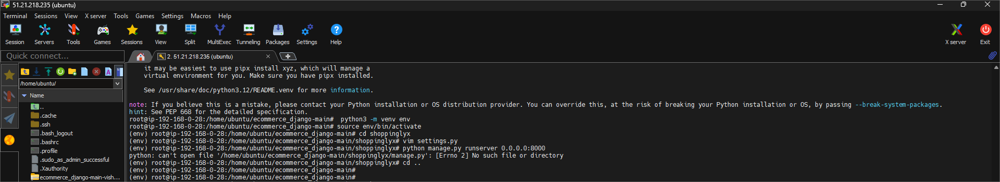 51.21.218.235 (ubuntu)
Terminal Sessions View X server Tools Games Settings Macros Help
Session Servers Tools Games Sessions View Split MultiExec Tunneling Packages Settings Help X server Exit
Quick connect...
2. 51.21.218.235 (ubuntu)
/home/ubuntu/
Name
..
.cache
.ssh
.bash_logout
.bashrc
.profile
.sudo_as_admin_successful
.Xauthority
ecommerce_django-main-vish...
it may be easiest to use pipx install xyz, which will manage a
virtual environment for you. Make sure you have pipx installed.
See /usr/share/doc/python3.12/README.venv for more information.
note: If you believe this is a mistake, please contact your Python installation or OS distribution provider. You can override this, at the risk of breaking your Python installation or OS, by passing --break-system-packages.
hint: See PEP 668 for the detailed specification.
root@ip-192-168-0-28:/home/ubuntu/ecommerce_django-main#  python3 -m venv env
root@ip-192-168-0-28:/home/ubuntu/ecommerce_django-main# source env/bin/activate
(env) root@ip-192-168-0-28:/home/ubuntu/ecommerce_django-main# cd shoppinglyx
(env) root@ip-192-168-0-28:/home/ubuntu/ecommerce_django-main/shoppinglyx# vim settings.py
(env) root@ip-192-168-0-28:/home/ubuntu/ecommerce_django-main/shoppinglyx# python manage.py runserver 0.0.0.0:8000
python: can't open file '/home/ubuntu/ecommerce_django-main/shoppinglyx/manage.py': [Errno 2] No such file or directory
(env) root@ip-192-168-0-28:/home/ubuntu/ecommerce_django-main/shoppinglyx# cd ..
(env) root@ip-192-168-0-28:/home/ubuntu/ecommerce_django-main#
(env) root@ip-192-168-0-28:/home/ubuntu/ecommerce_django-main#